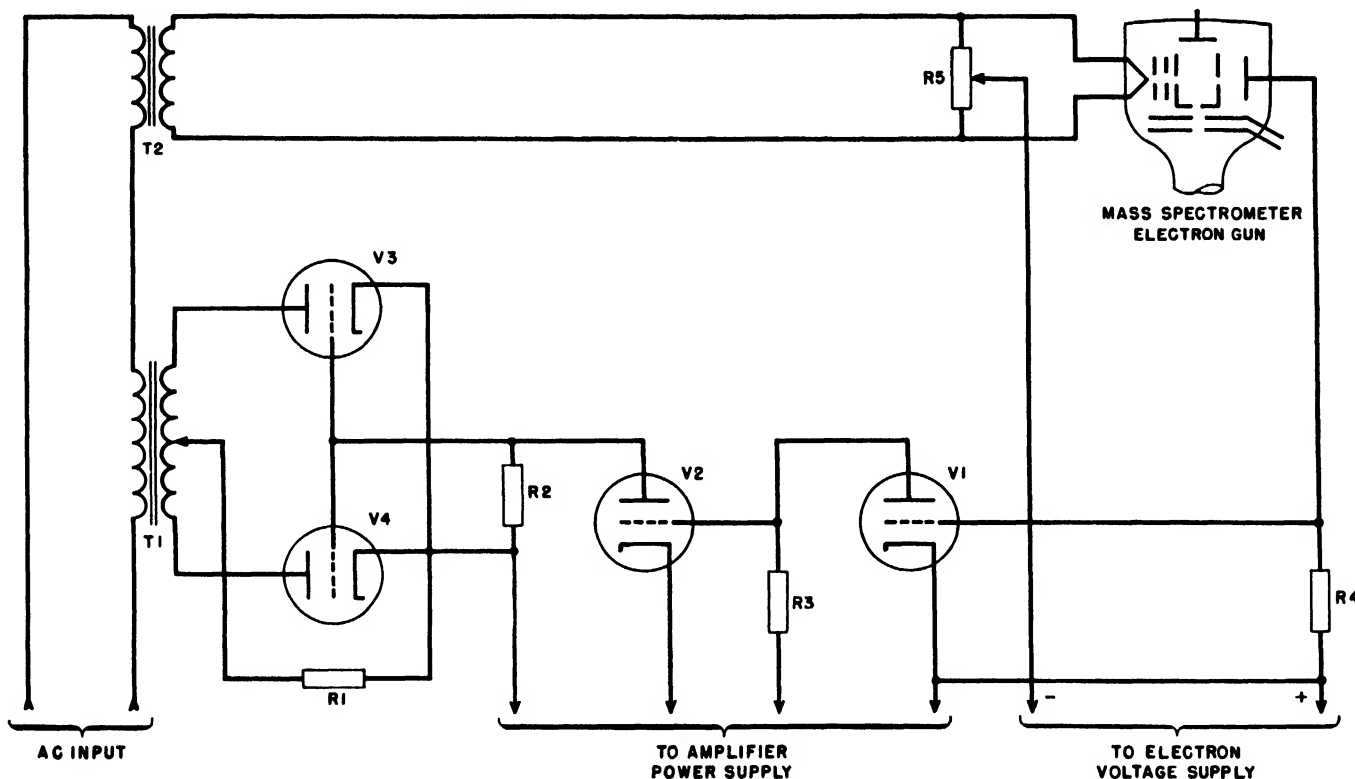 T2
R5
MASS SPECTROMETER
ELECTRON GUN
V3
V4
T1
R1
R2
V2
R3
V1
R4
-
+
AC INPUT
TO AMPLIFIER
POWER SUPPLY
TO ELECTRON
VOLTAGE SUPPLY